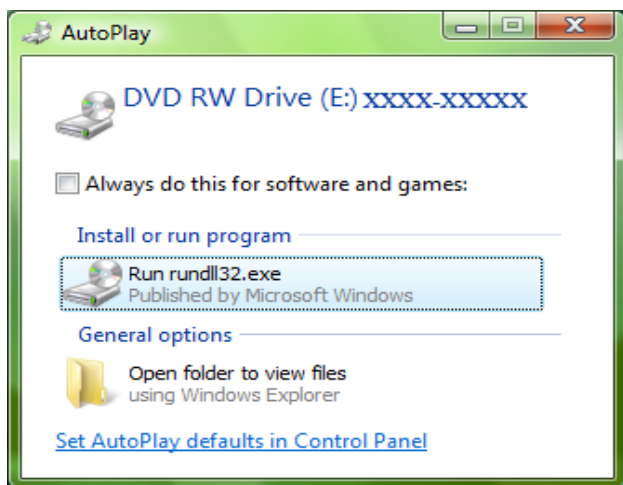 AutoPlay
DVD RW Drive (E:) XXXX-XXXXX
Always do this for software and games:
Install or run program
Run rundll32.exe
Published by Microsoft Windows
General options
Open folder to view files
using Windows Explorer
Set AutoPlay defaults in Control Panel